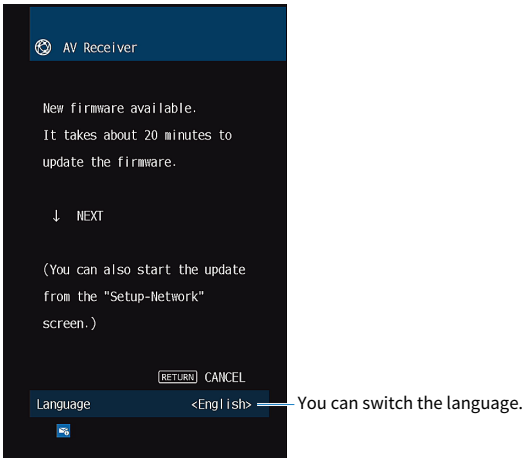 AV Receiver
New firmware available.
It takes about 20 minutes to
update the firmware.
↓ NEXT
(You can also start the update
from the "Setup-Network"
screen.)
RETURN CANCEL
Language <English>
You can switch the language.